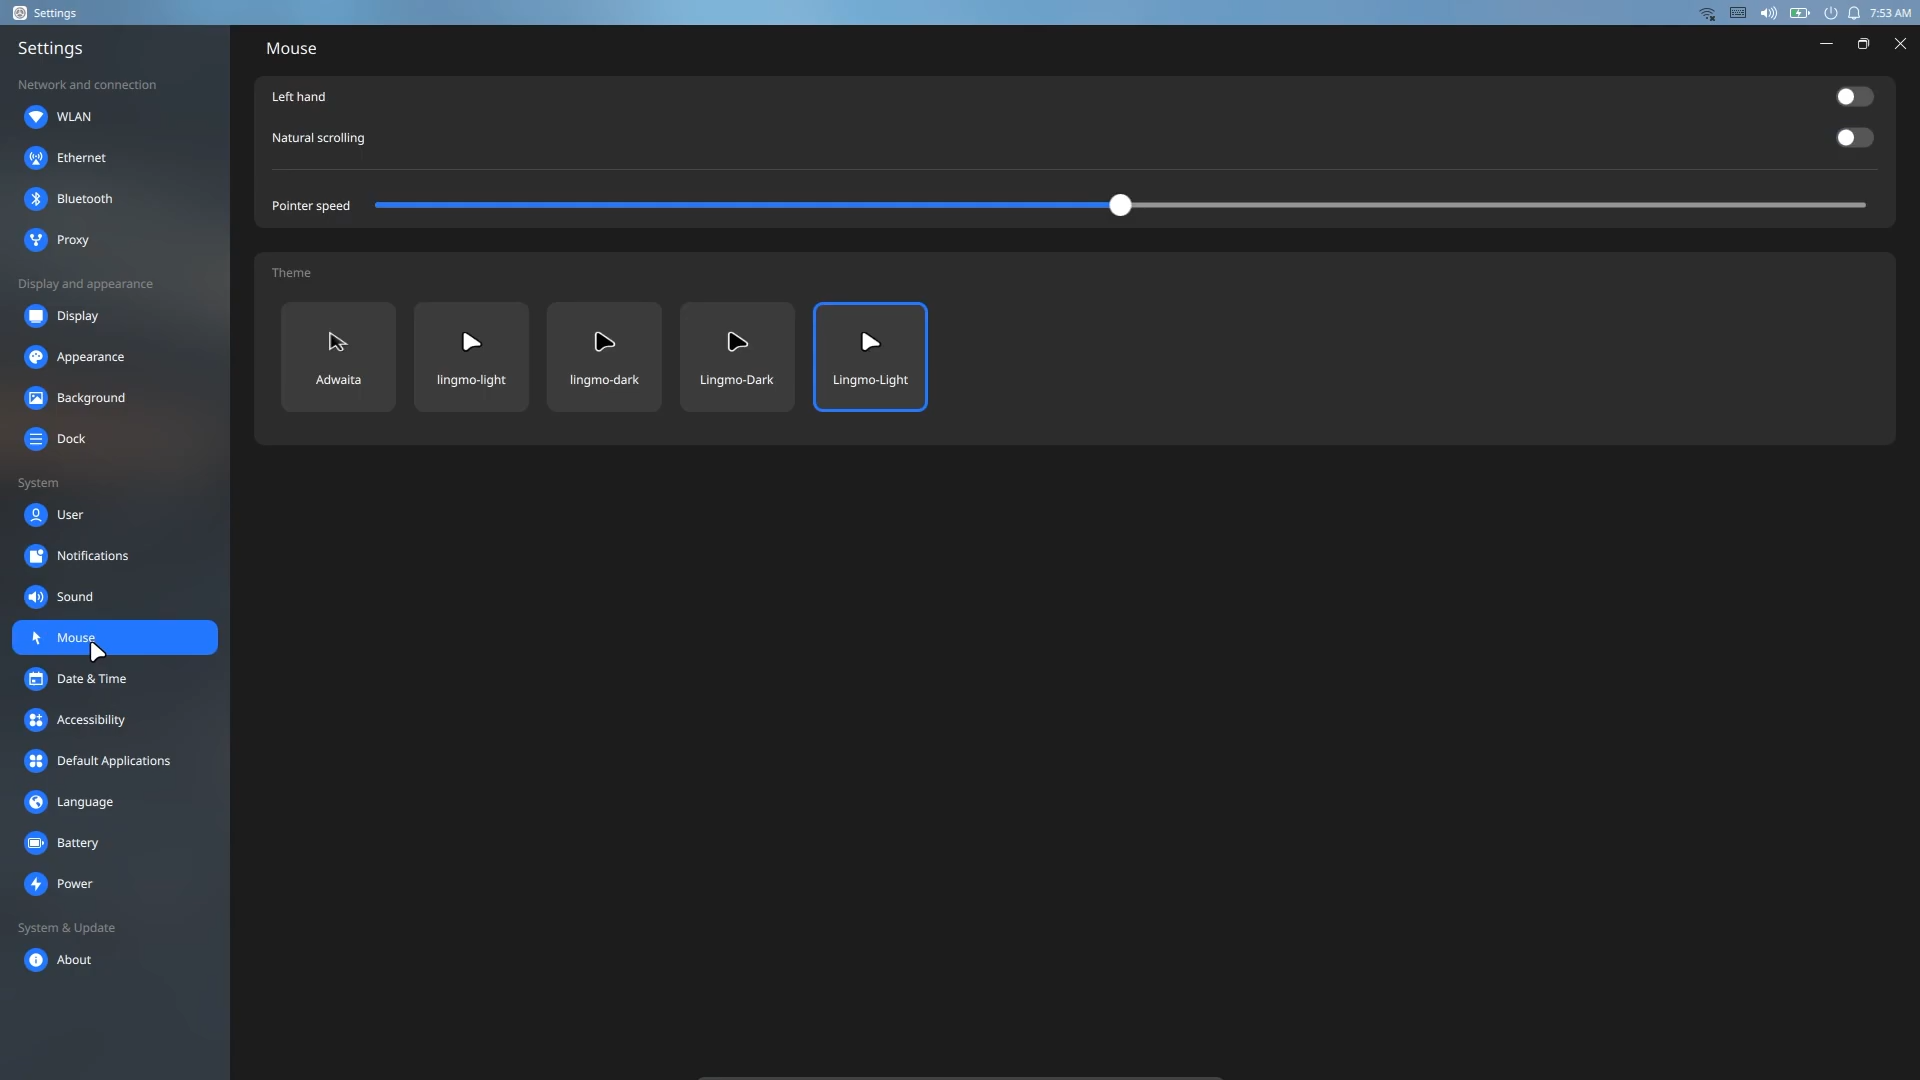 Settings
7:53 AM
Settings
Network and connection
WLAN
Ethernet
Bluetooth
Proxy
Display and appearance
Display
Appearance
Background
Dock
System
User
Notifications
Sound
Mouse
Date & Time
Accessibility
Default Applications
Language
Battery
Power
System & Update
About
Mouse
Left hand
Natural scrolling
Pointer speed
Theme
Adwaita
lingmo-light
lingmo-dark
Lingmo-Dark
Lingmo-Light